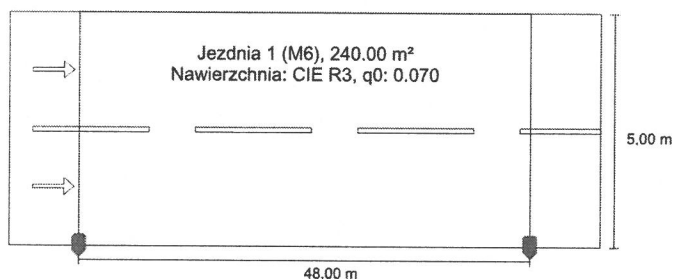 Jezdnia 1 (M6), 240.00 m²
Nawierzchnia: CIE R3, q0: 0.070
5.00 m
48.00 m